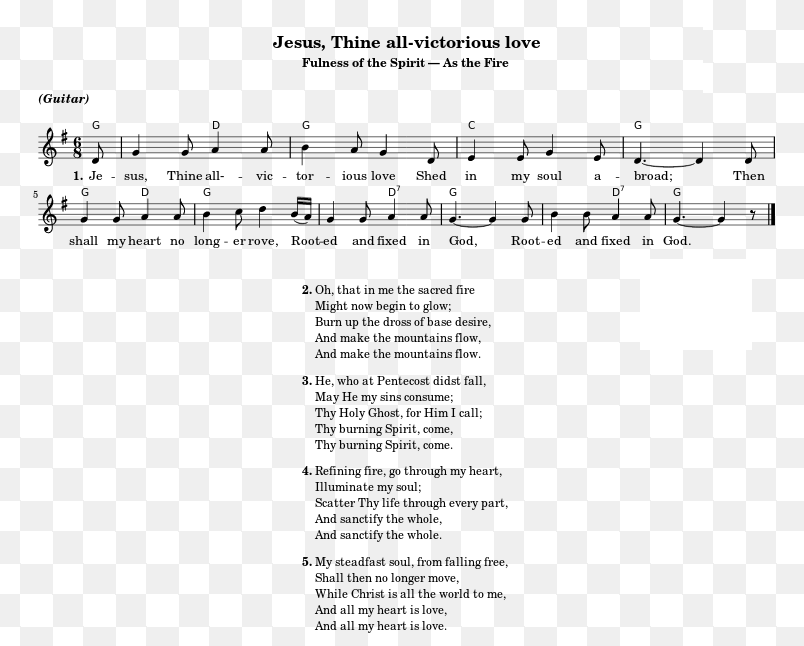 Jesus, Thine all-victorious love
Fulness of the Spirit — As the Fire
(Guitar)
G D G C G
6
8
1. Je - sus, Thine all - vic - tor - ious love Shed in my soul a - broad; Then
5
G D G D7 G D7 G
shall my heart no long - er rove, Root - ed and fixed in God, Root - ed and fixed in God.
2. Oh, that in me the sacred fire
Might now begin to glow;
Burn up the dross of base desire,
And make the mountains flow,
And make the mountains flow.
3. He, who at Pentecost didst fall,
May He my sins consume;
Thy Holy Ghost, for Him I call;
Thy burning Spirit, come,
Thy burning Spirit, come.
4. Refining fire, go through my heart,
Illuminate my soul;
Scatter Thy life through every part,
And sanctify the whole,
And sanctify the whole.
5. My steadfast soul, from falling free,
Shall then no longer move,
While Christ is all the world to me,
And all my heart is love,
And all my heart is love.